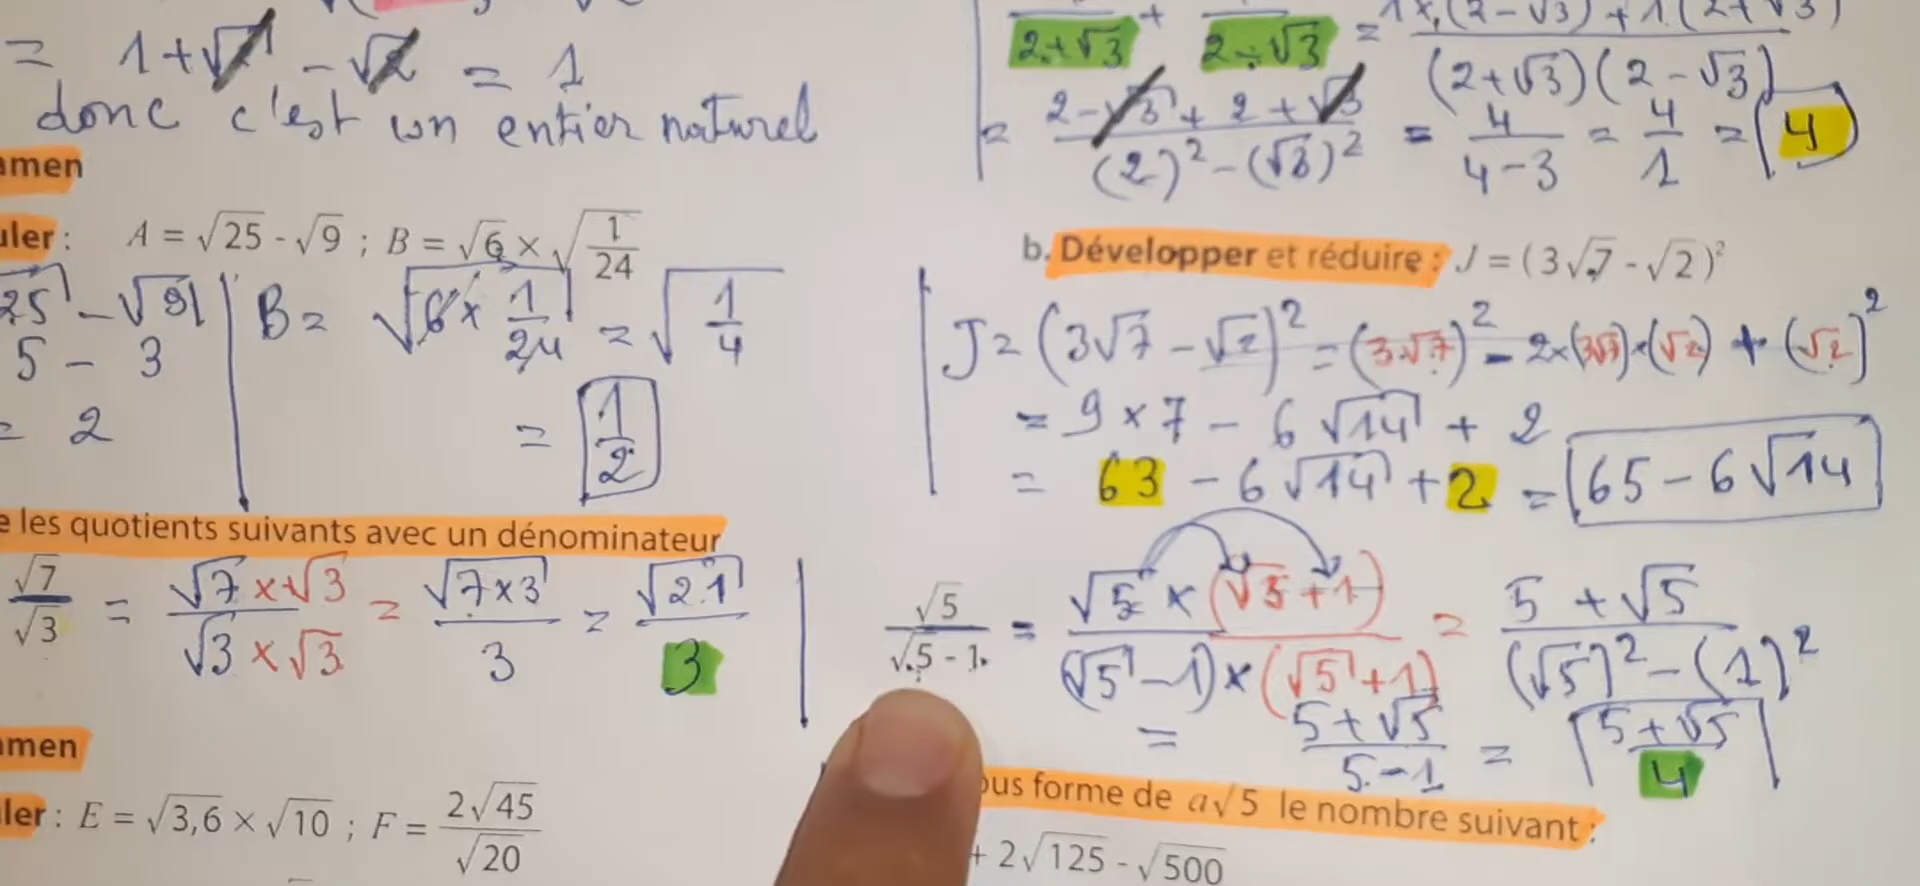 = 1 + √2 - √2 = 1
donc c'est un entier naturel
amen
uler : A = √25 - √9 ; B = √6 × √(1/24)
25 - √9
5 - 3
= 2
B = √(6 × 1/24) = √(1/4)
= 1/2
e les quotients suivants avec un dénominateur
√7/√3 = (√7 × √3)/(√3 × √3) = √(7×3)/3 = √21/3
amen
ler : E = √3,6 × √10 ; F = 2√45/√20
/(2+√3) + /(2-√3) = (1×(2-√3) + 1(2+√3))/((2+√3)(2-√3))
= (2-√3 + 2+√3)/((2)² - (√3)²) = 4/(4-3) = 4/1 = 4
b. Développer et réduire : J = (3√7 - √2)²
J = (3√7 - √2)² = (3√7)² - 2×(3√7)×(√2) + (√2)²
= 9 × 7 - 6√14 + 2
= 63 - 6√14 + 2 = 65 - 6√14
√5/(√5 - 1) = (√5 × (√5 + 1))/((√5 - 1) × (√5 + 1)) = (5 + √5)/((√5)² - (1)²)
= (5 + √5)/(5 - 1) = (5 + √5)/4
ous forme de a√5 le nombre suivant :
+ 2√125 - √500